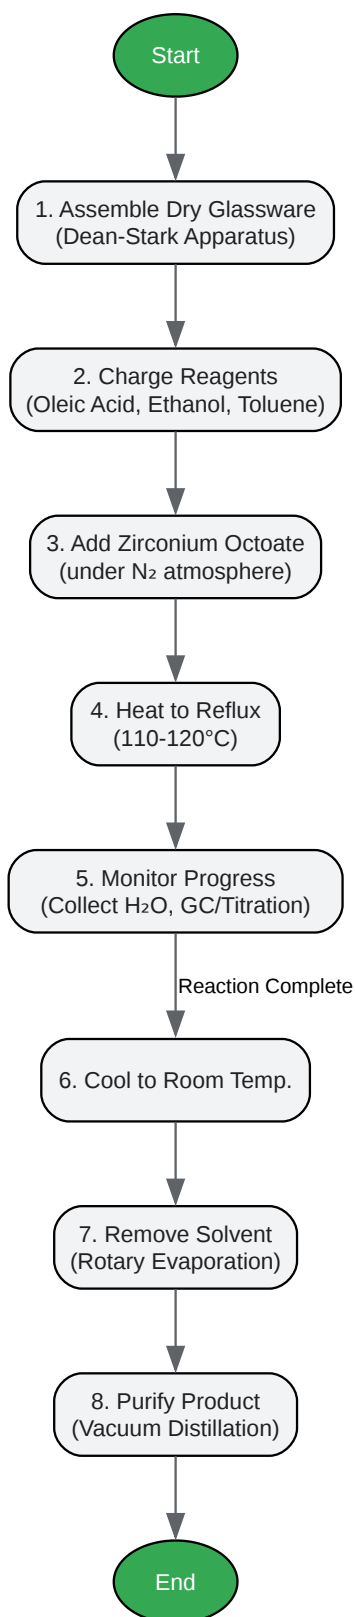 Start
1. Assemble Dry Glassware
(Dean-Stark Apparatus)
2. Charge Reagents
(Oleic Acid, Ethanol, Toluene)
3. Add Zirconium Octoate
(under N₂ atmosphere)
4. Heat to Reflux
(110-120°C)
5. Monitor Progress
(Collect H₂O, GC/Titration)
Reaction Complete
6. Cool to Room Temp.
7. Remove Solvent
(Rotary Evaporation)
8. Purify Product
(Vacuum Distillation)
End